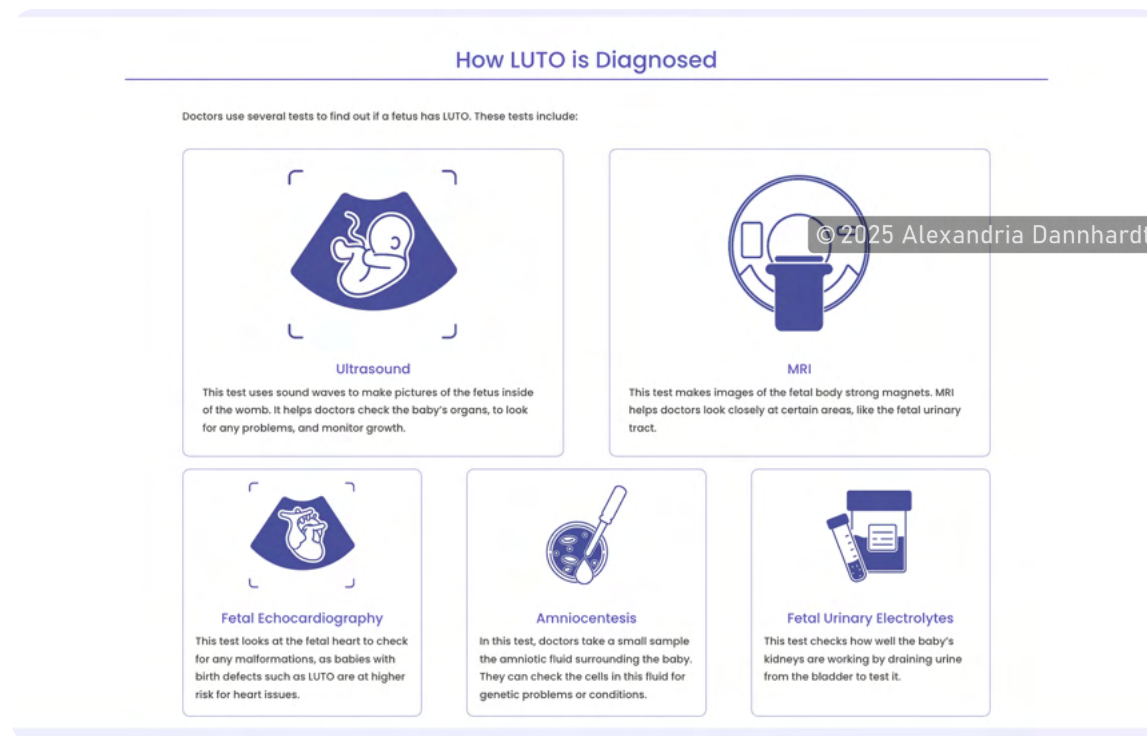 How LUTO is Diagnosed
Doctors use several tests to find out if a fetus has LUTO. These tests include:
Ultrasound
This test uses sound waves to make pictures of the fetus inside
of the womb. It helps doctors check the baby's organs, to look
for any problems, and monitor growth.
© 2025 Alexandria Dannhardt
MRI
This test makes images of the fetal body strong magnets. MRI
helps doctors look closely at certain areas, like the fetal urinary
tract.
Fetal Echocardiography
This test looks at the fetal heart to check
for any malformations, as babies with
birth defects such as LUTO are at higher
risk for heart issues.
Amniocentesis
In this test, doctors take a small sample
the amniotic fluid surrounding the baby.
They can check the cells in this fluid for
genetic problems or conditions.
Fetal Urinary Electrolytes
This test checks how well the baby's
kidneys are working by draining urine
from the bladder to test it.